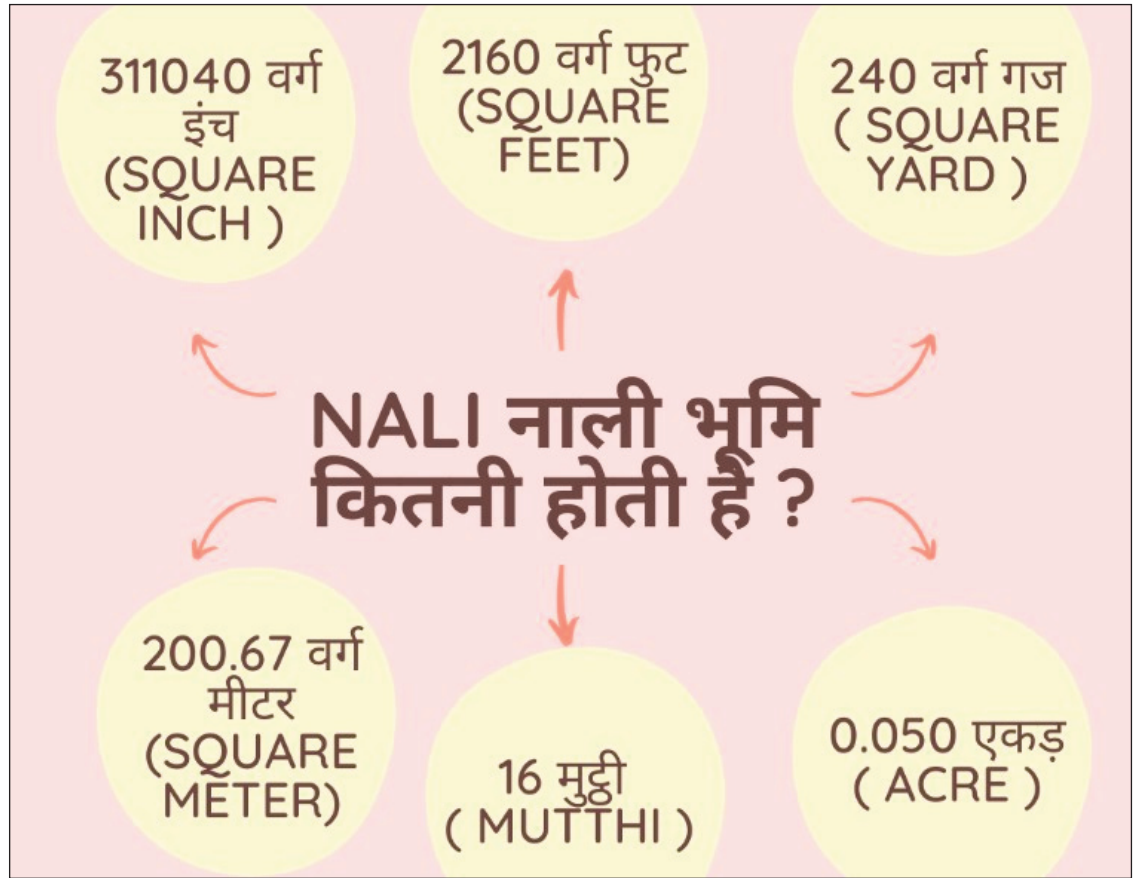 311040 वर्ग
इंच
(SQUARE
INCH )
2160 वर्ग फुट
(SQUARE
FEET)
240 वर्ग गज
( SQUARE
YARD )
NALI नाली भूमि
कितनी होती है ?
200.67 वर्ग
मीटर
(SQUARE
METER)
16 मुट्ठी
( MUTTHI )
0.050 एकड़
( ACRE )